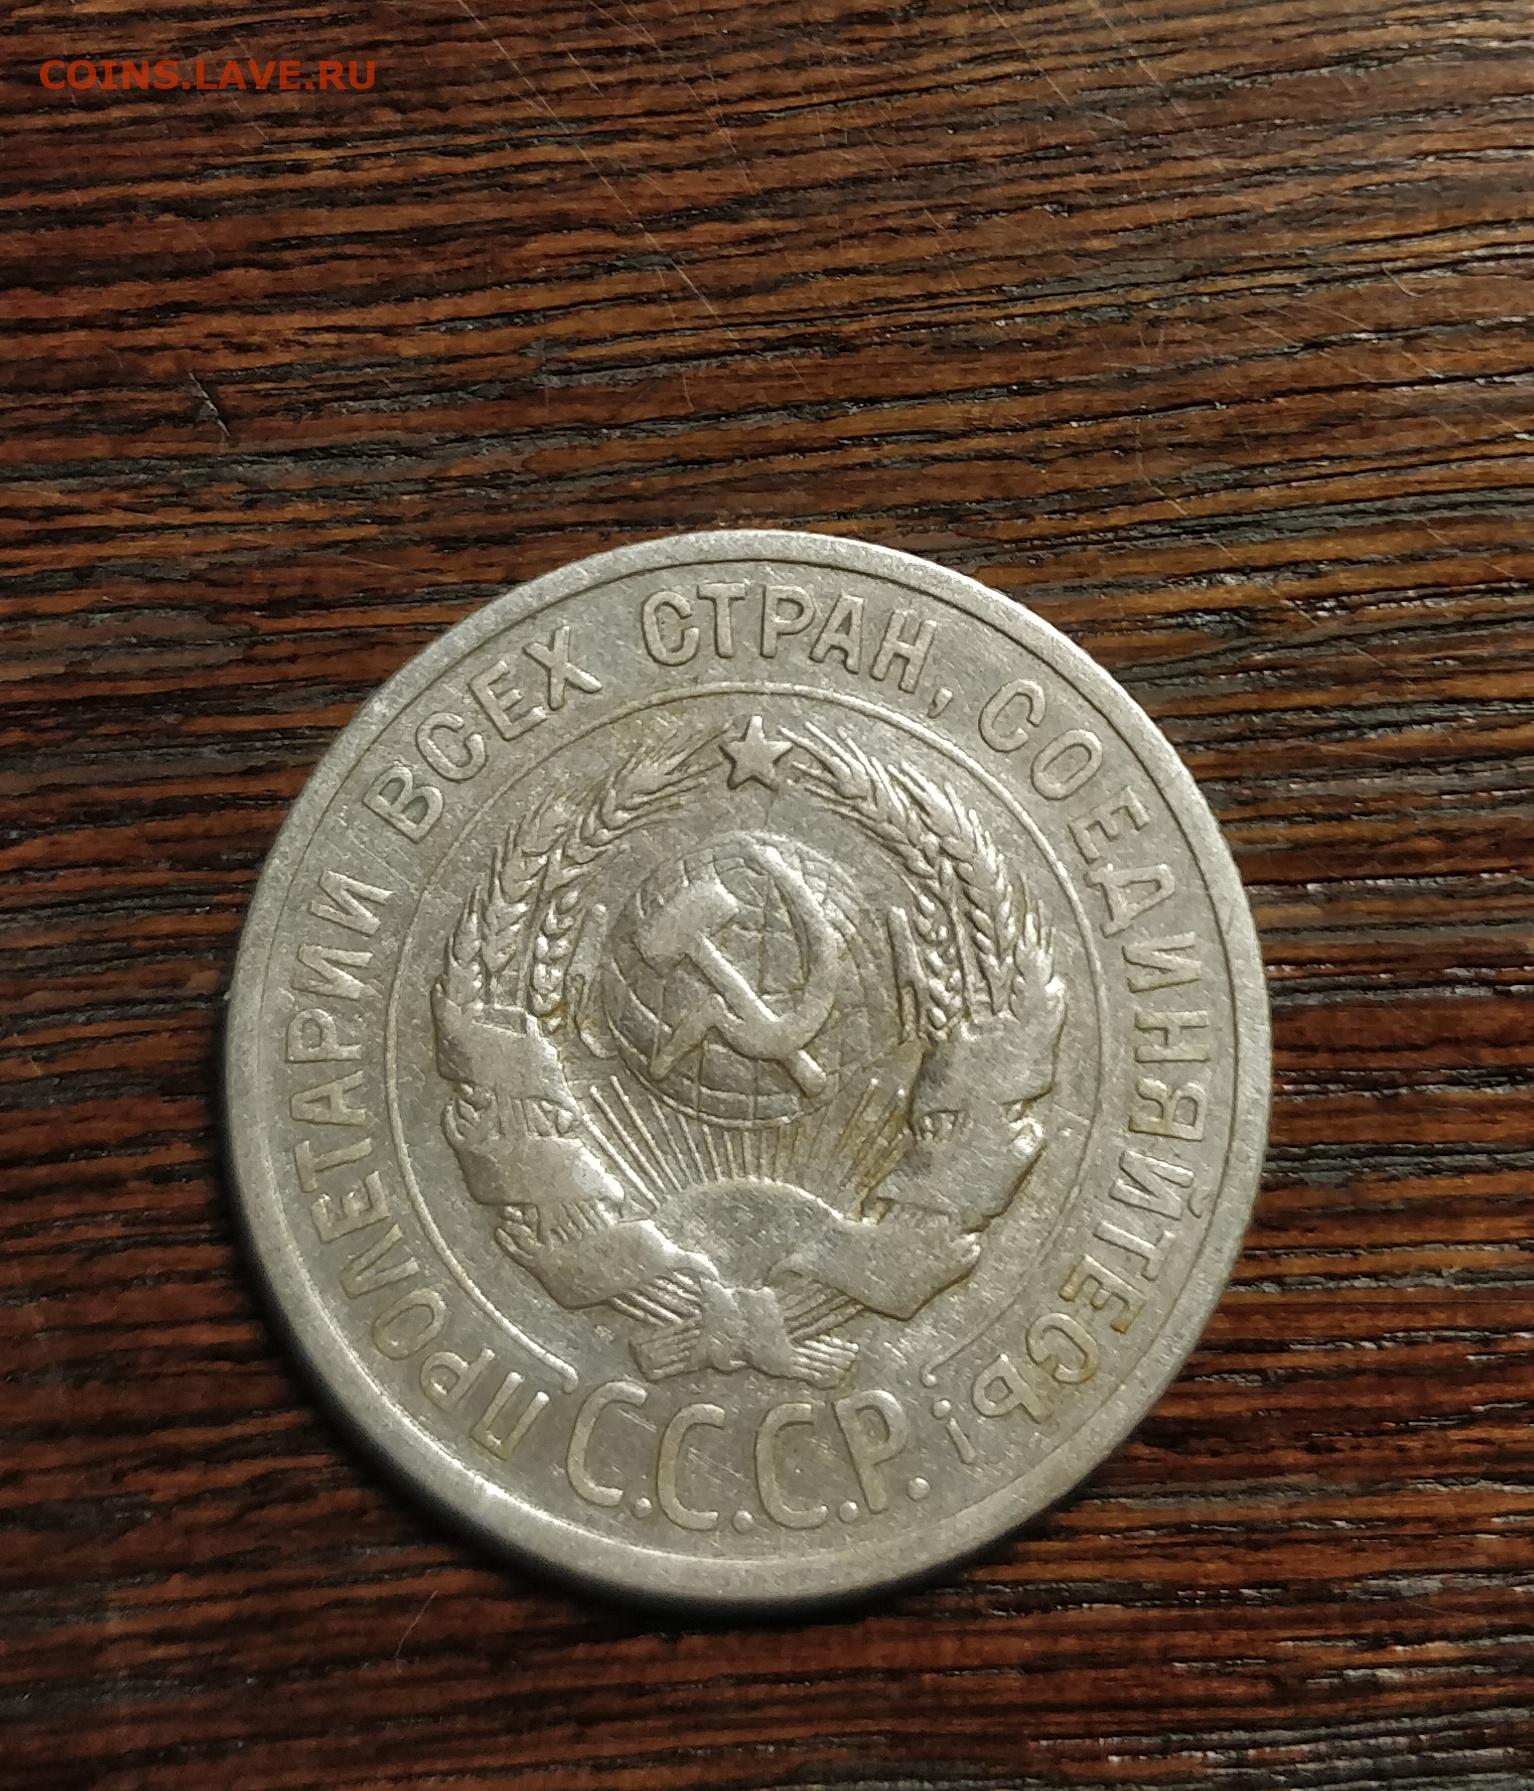 COINS.LAVE.RU
ПРОЛЕТАРИИ ВСЕХ СТРАН, СОЕДИНЯЙТЕСЬ!
С.С.С.Р.